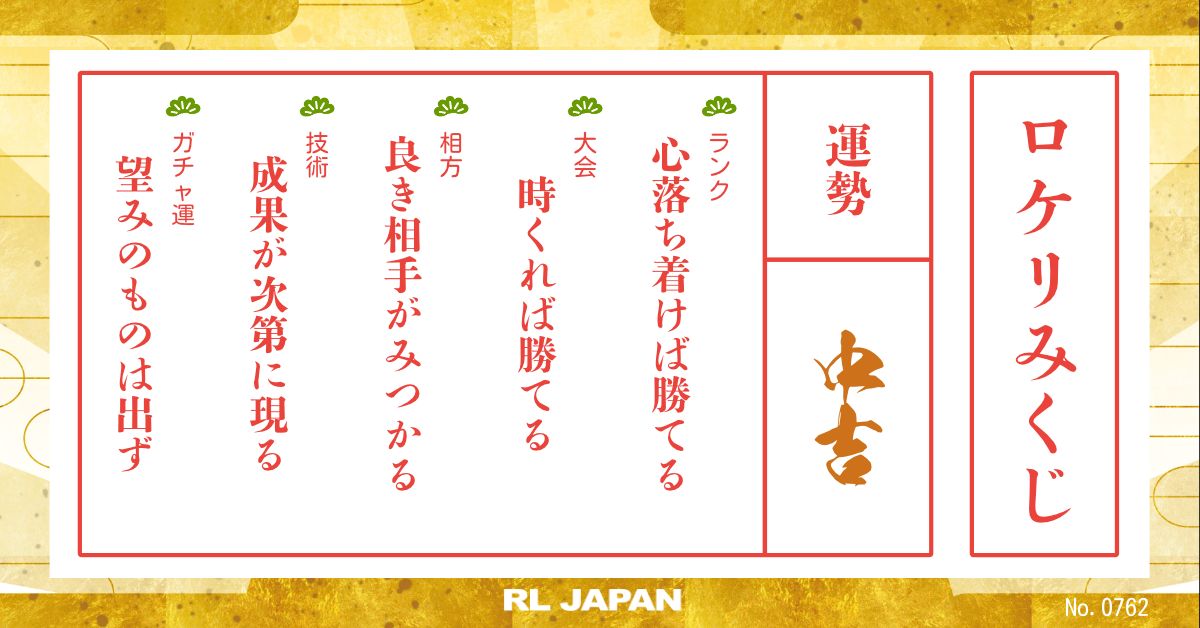 ロケリみくじ
運勢
中吉
ランク
心落ち着けば勝てる
大会
時くれば勝てる
相方
良き相手がみつかる
技術
成果が次第に現る
ガチャ運
望みのものは出ず
RL JAPAN
No. 0762